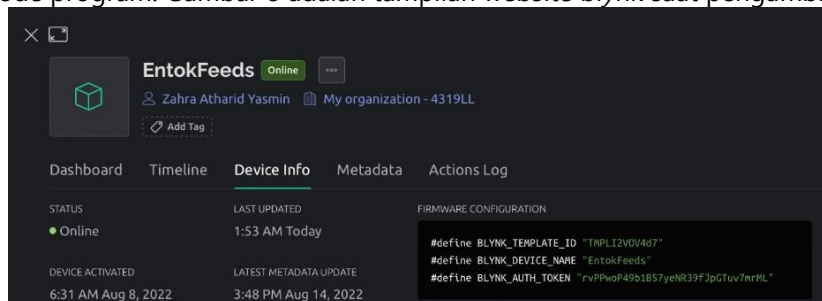 EntokFeeds Online
Zahra Atharid Yasmin My organization - 4319LL
Add Tag
Dashboard Timeline Device Info Metadata Actions Log
STATUS LAST UPDATED FIRMWARE CONFIGURATION
Online 1:53 AM Today
#define BLYNK_TEMPLATE_ID "TMPLI2VOV4d7"
#define BLYNK_DEVICE_NAME "EntokFeeds"
DEVICE ACTIVATED LATEST METADATA UPDATE
#define BLYNK_AUTH_TOKEN "rvPPwoP49b1B57yeNR39fJpGTuv7mrML"
6:31 AM Aug 8, 2022 3:48 PM Aug 14, 2022